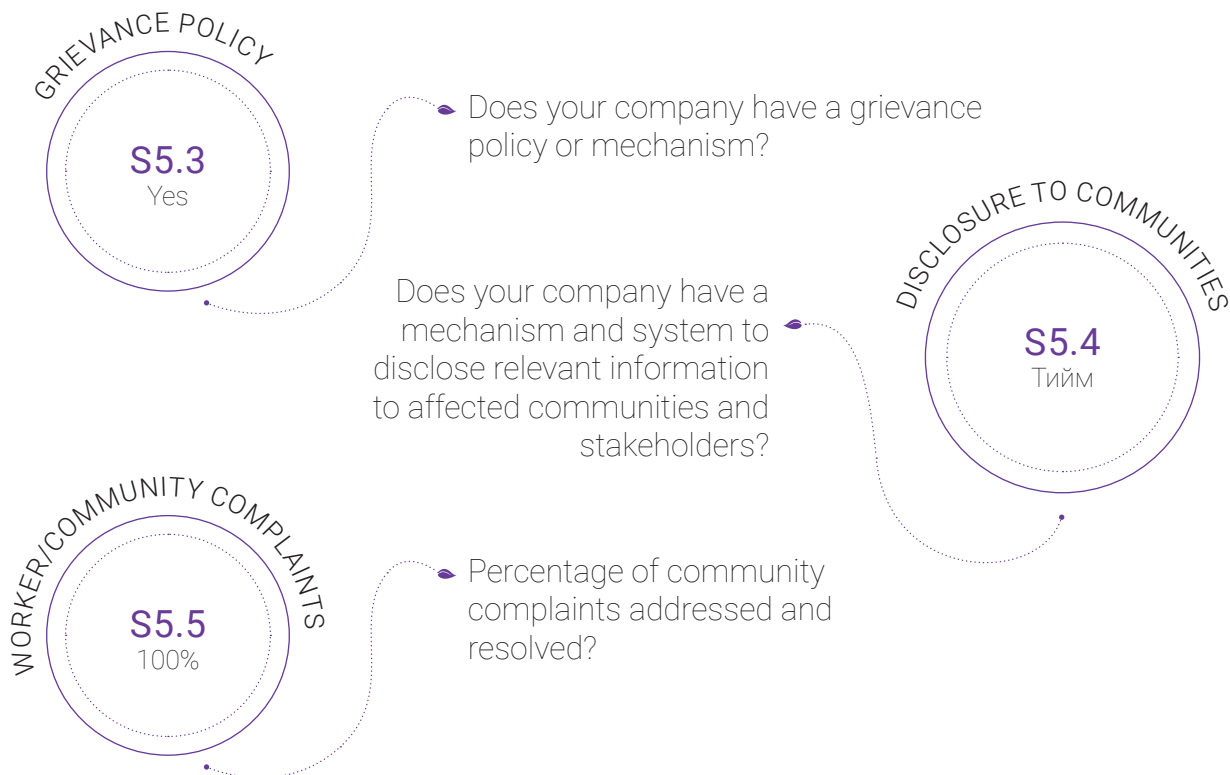 GRIEVANCE POLICY
S5.3
Yes
Does your company have a grievance
policy or mechanism?
DISCLOSURE TO COMMUNITIES
S5.4
Тийм
Does your company have a
mechanism and system to
disclose relevant information
to affected communities and
stakeholders?
WORKER/COMMUNITY COMPLAINTS
S5.5
100%
Percentage of community
complaints addressed and
resolved?